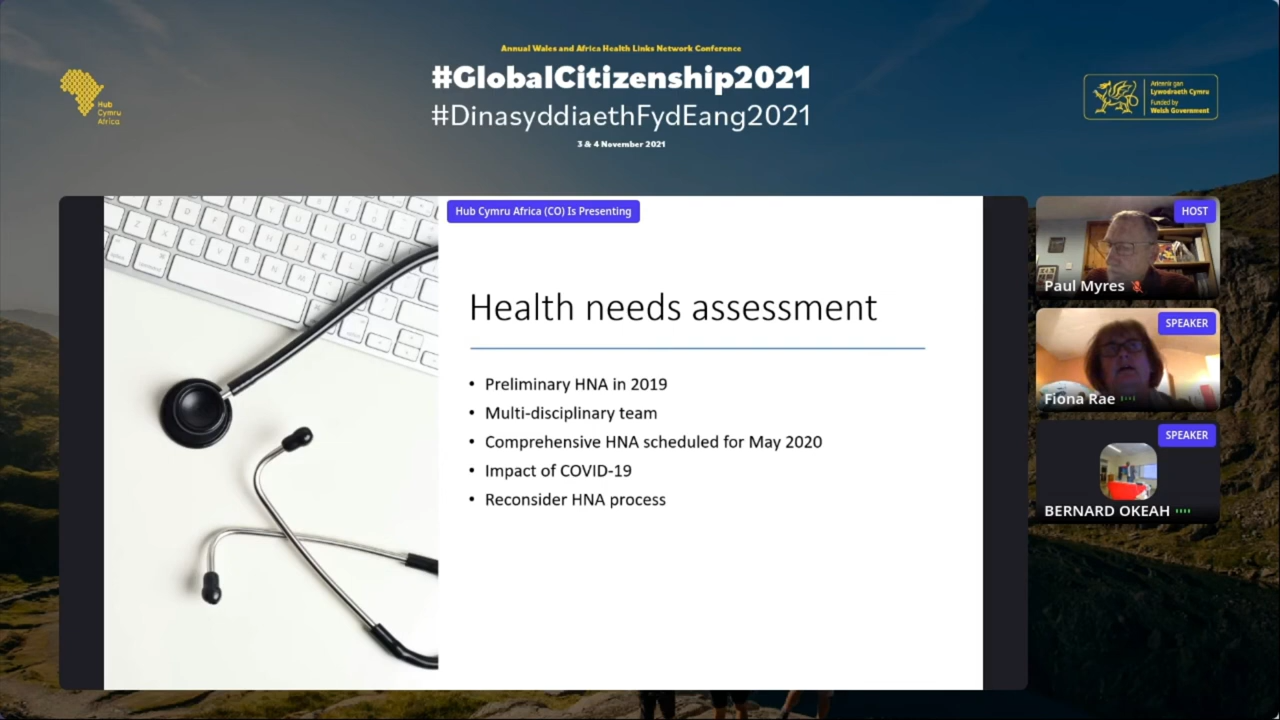 Annual Wales and Africa Health Links Network Conference
#GlobalCitizenship2021
#DinasyddiaethFydEang2021
3 & 4 November 2021
Hub
Cymru
Africa
Ariennir gan
Lywodraeth Cymru
Funded by
Welsh Government
Hub Cymru Africa (CO) Is Presenting
Health needs assessment
• Preliminary HNA in 2019
• Multi-disciplinary team
• Comprehensive HNA scheduled for May 2020
• Impact of COVID-19
• Reconsider HNA process
HOST
Paul Myres
SPEAKER
Fiona Rae
SPEAKER
BERNARD OKEAH